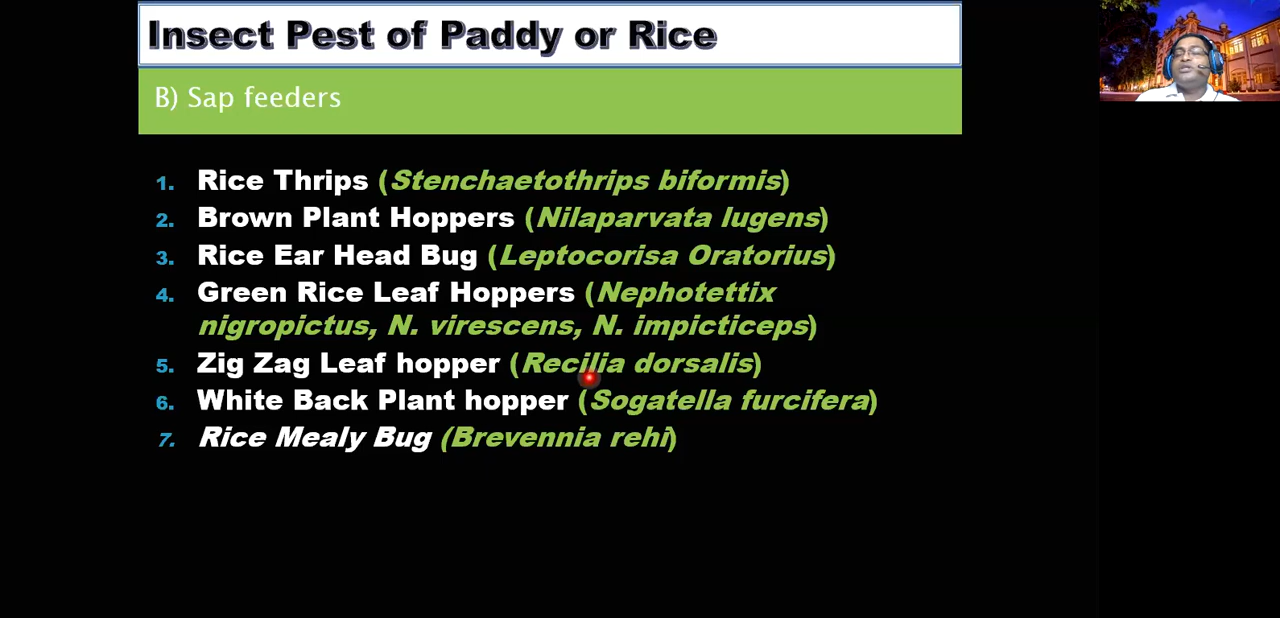 Insect Pest of Paddy or Rice
B) Sap feeders
1. Rice Thrips (Stenchaetothrips biformis)
2. Brown Plant Hoppers (Nilaparvata lugens)
3. Rice Ear Head Bug (Leptocorisa Oratorius)
4. Green Rice Leaf Hoppers (Nephotettix
nigropictus, N. virescens, N. impicticeps)
5. Zig Zag Leaf hopper (Recilia dorsalis)
6. White Back Plant hopper (Sogatella furcifera)
7. Rice Mealy Bug (Brevennia rehi)